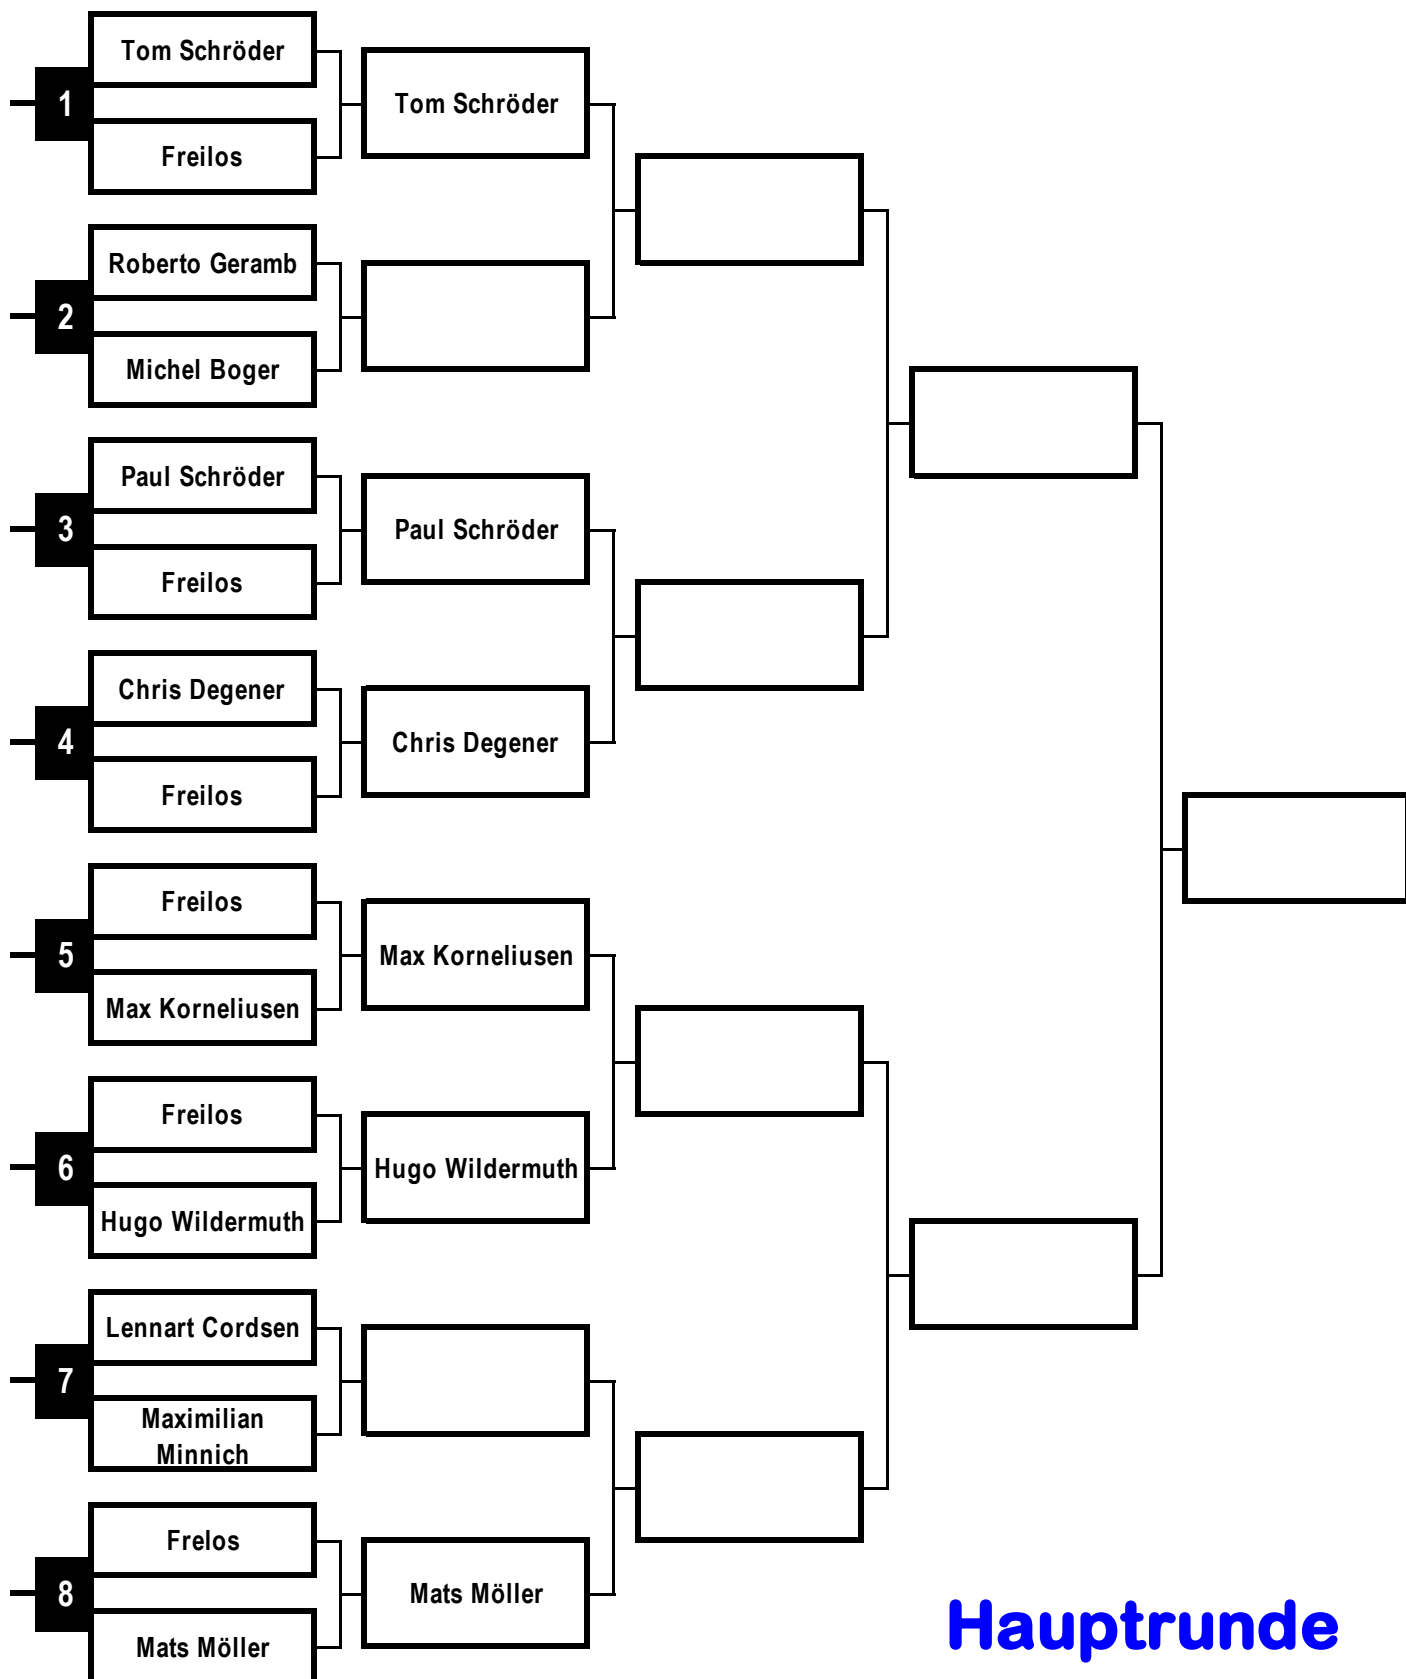 Tom Schröder
1
Freilos
Tom Schröder
Roberto Geramb
2
Michel Boger
Paul Schröder
3
Freilos
Paul Schröder
Chris Degener
4
Freilos
Chris Degener
Freilos
5
Max Korneliusen
Max Korneliusen
Freilos
6
Hugo Wildermuth
Hugo Wildermuth
Lennart Cordsen
7
Maximilian
Minnich
Frelos
8
Mats Möller
Mats Möller
Hauptrunde